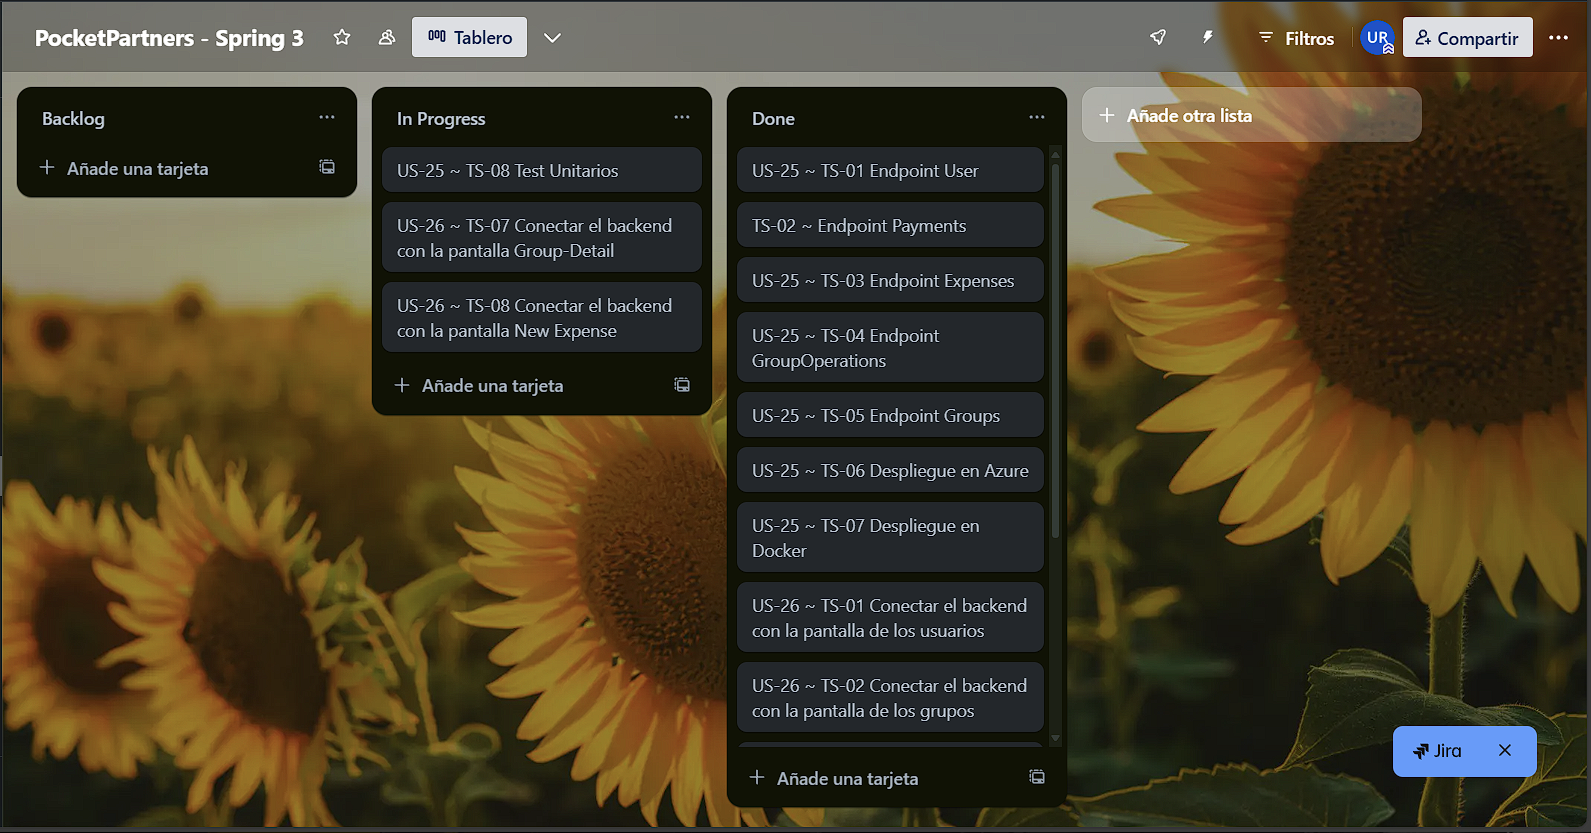 PocketPartners - Spring 3
Tablero
Filtros
UR
Compartir
Backlog
Añade una tarjeta
In Progress
US-25 ~ TS-08 Test Unitarios
US-26 ~ TS-07 Conectar el backend
con la pantalla Group-Detail
US-26 ~ TS-08 Conectar el backend
con la pantalla New Expense
Añade una tarjeta
Done
US-25 ~ TS-01 Endpoint User
TS-02 ~ Endpoint Payments
US-25 ~ TS-03 Endpoint Expenses
US-25 ~ TS-04 Endpoint
GroupOperations
US-25 ~ TS-05 Endpoint Groups
US-25 ~ TS-06 Despliegue en Azure
US-25 ~ TS-07 Despliegue en
Docker
US-26 ~ TS-01 Conectar el backend
con la pantalla de los usuarios
US-26 ~ TS-02 Conectar el backend
con la pantalla de los grupos
Añade una tarjeta
Añade otra lista
Jira